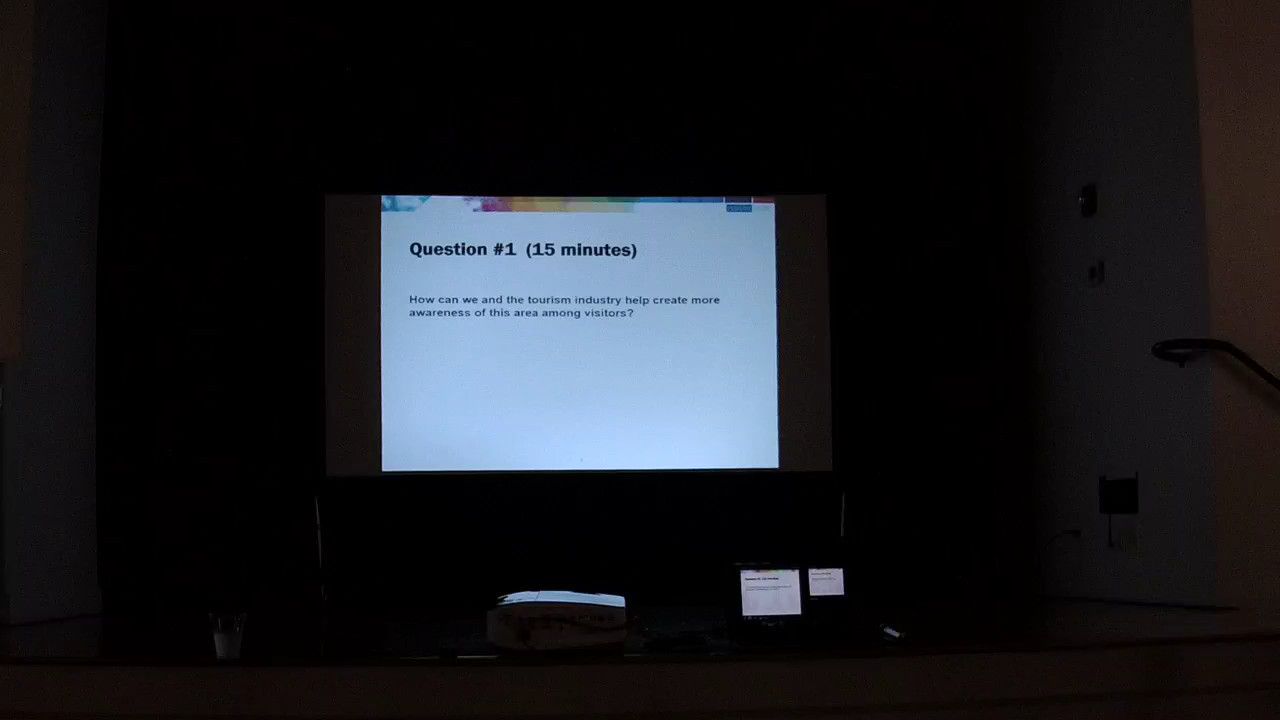 Question #1 (15 minutes)
How can we and the tourism industry help create more
awareness of this area among visitors?